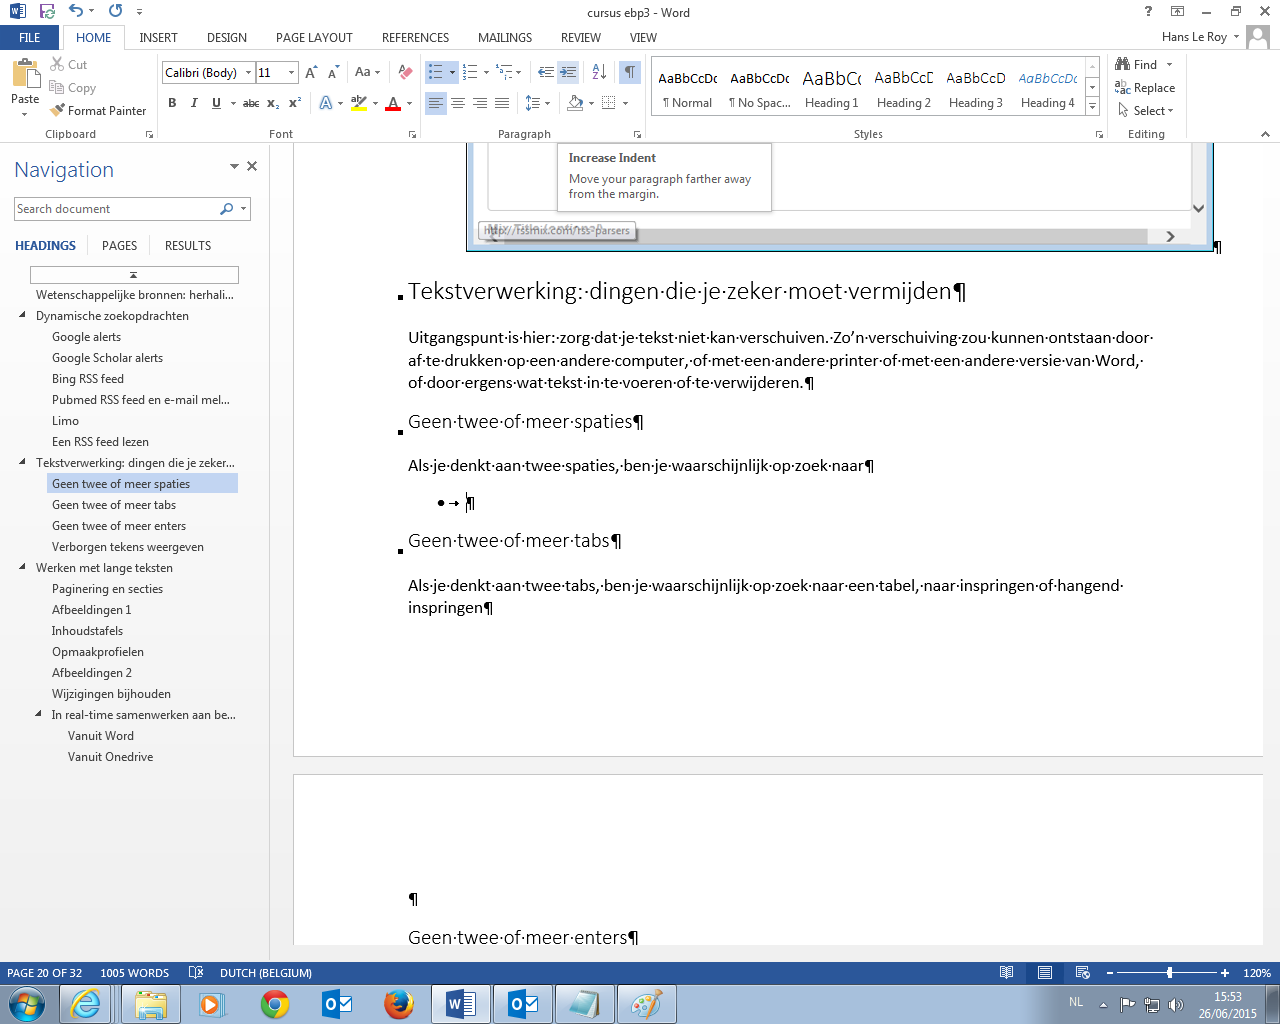 cursus ebp3 - Word
FILE HOME INSERT DESIGN PAGE LAYOUT REFERENCES MAILINGS REVIEW VIEW Hans Le Roy
Paste
Cut
Copy
Format Painter
Clipboard
Calibri (Body) 11
Font
Paragraph
AaBbCcDc AaBbCcDc AaBbCc AaBbCcD AaBbCcD AaBbCcDc
¶ Normal ¶ No Spac... Heading 1 Heading 2 Heading 3 Heading 4
Styles
Find
Replace
Select
Editing
Increase Indent
Move your paragraph farther away
from the margin.
Navigation
Search document
HEADINGS PAGES RESULTS
Wetenschappelijke bronnen: herhali...
Dynamische zoekopdrachten
Google alerts
Google Scholar alerts
Bing RSS feed
Pubmed RSS feed en e-mail mel...
Limo
Een RSS feed lezen
Tekstverwerking: dingen die je zeker...
Geen twee of meer spaties
Geen twee of meer tabs
Geen twee of meer enters
Verborgen tekens weergeven
Werken met lange teksten
Paginering en secties
Afbeeldingen 1
Inhoudstafels
Opmaakprofielen
Afbeeldingen 2
Wijzigingen bijhouden
In real-time samenwerken aan be...
Vanuit Word
Vanuit Onedrive
http://rssmix.com/rss-parsers
¶
Tekstverwerking:·dingen·die·je·zeker·moet·vermijden¶
Uitgangspunt·is·hier:·zorg·dat·je·tekst·niet·kan·verschuiven.·Zo’n·verschuiving·zou·kunnen·ontstaan·door·
af·te·drukken·op·een·andere·computer,·of·met·een·andere·printer·of·met·een·andere·versie·van·Word,·
of·door·ergens·wat·tekst·in·te·voeren·of·te·verwijderen.¶
Geen·twee·of·meer·spaties¶
Als·je·denkt·aan·twee·spaties,·ben·je·waarschijnlijk·op·zoek·naar¶
•→¶
Geen·twee·of·meer·tabs¶
Als·je·denkt·aan·twee·tabs,·ben·je·waarschijnlijk·op·zoek·naar·een·tabel,·naar·inspringen·of·hangend·
inspringen¶
¶
Geen·twee·of·meer·enters¶
PAGE 20 OF 32 1005 WORDS DUTCH (BELGIUM) 120%
NL 15:53
26/06/2015